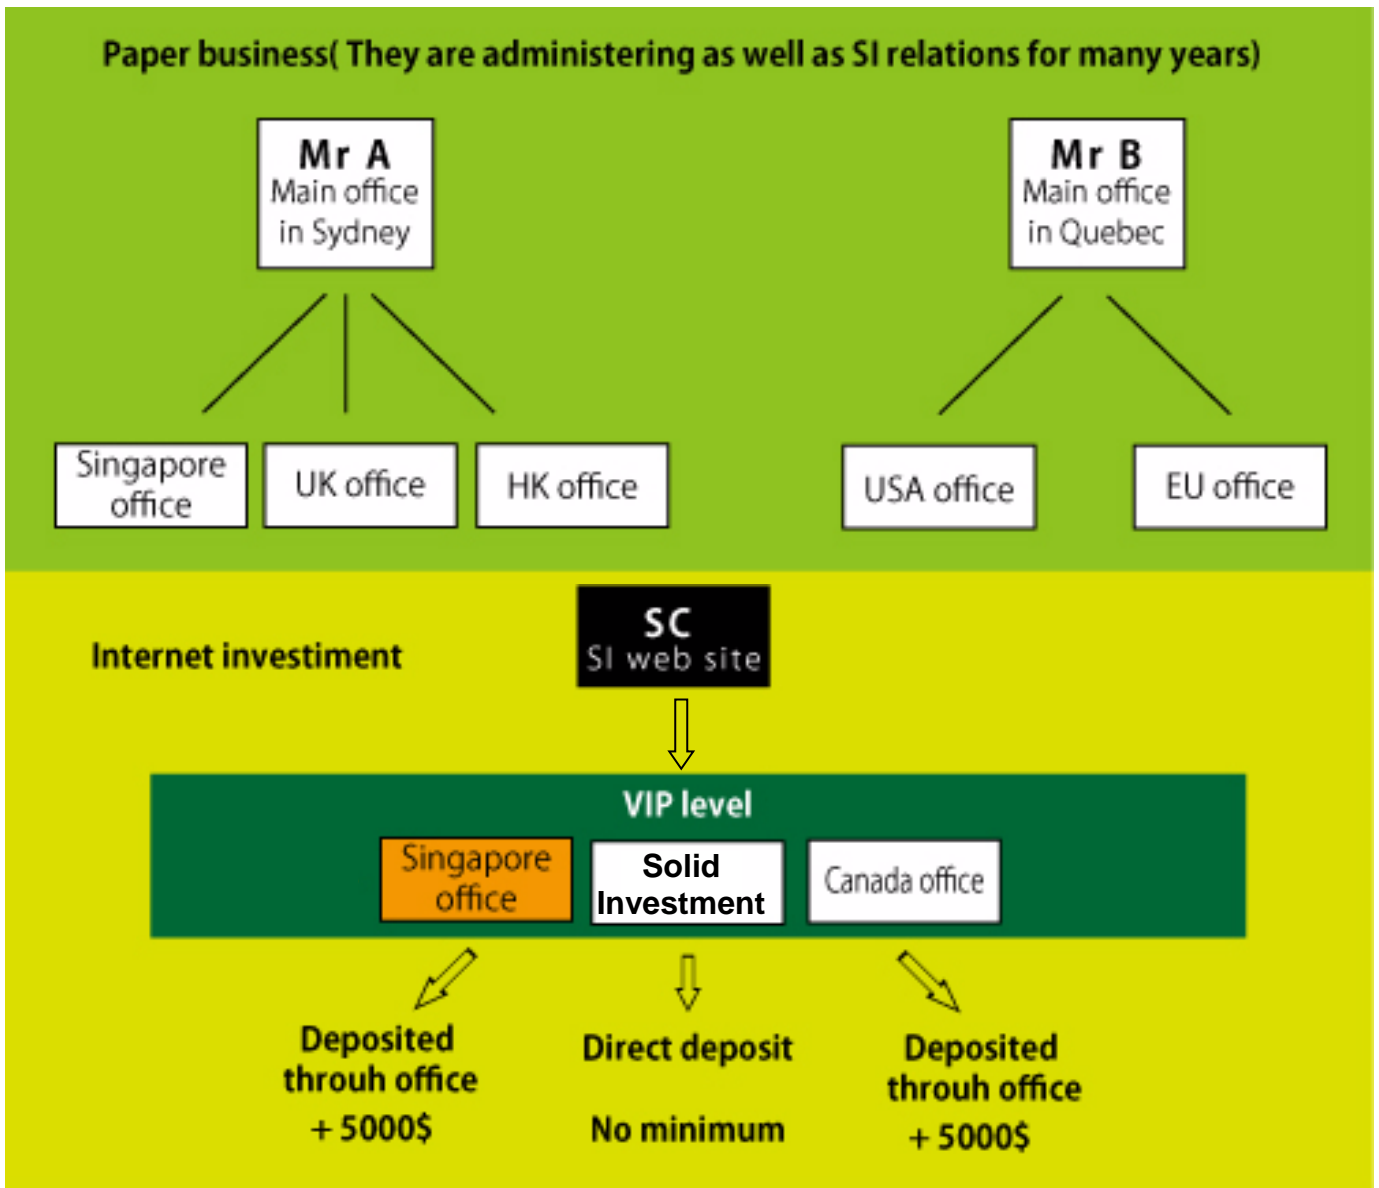 Paper business( They are administering as well as SI relations for many years)
Mr A
Main office
in Sydney
Mr B
Main office
in Quebec
Singapore
office
UK office
HK office
USA office
EU office
SC
SI web site
Internet investiment
VIP level
Singapore
office
Solid
Investment
Canada office
Deposited
throuh office
+ 5000$
Direct deposit
No minimum
Deposited
throuh office
+ 5000$